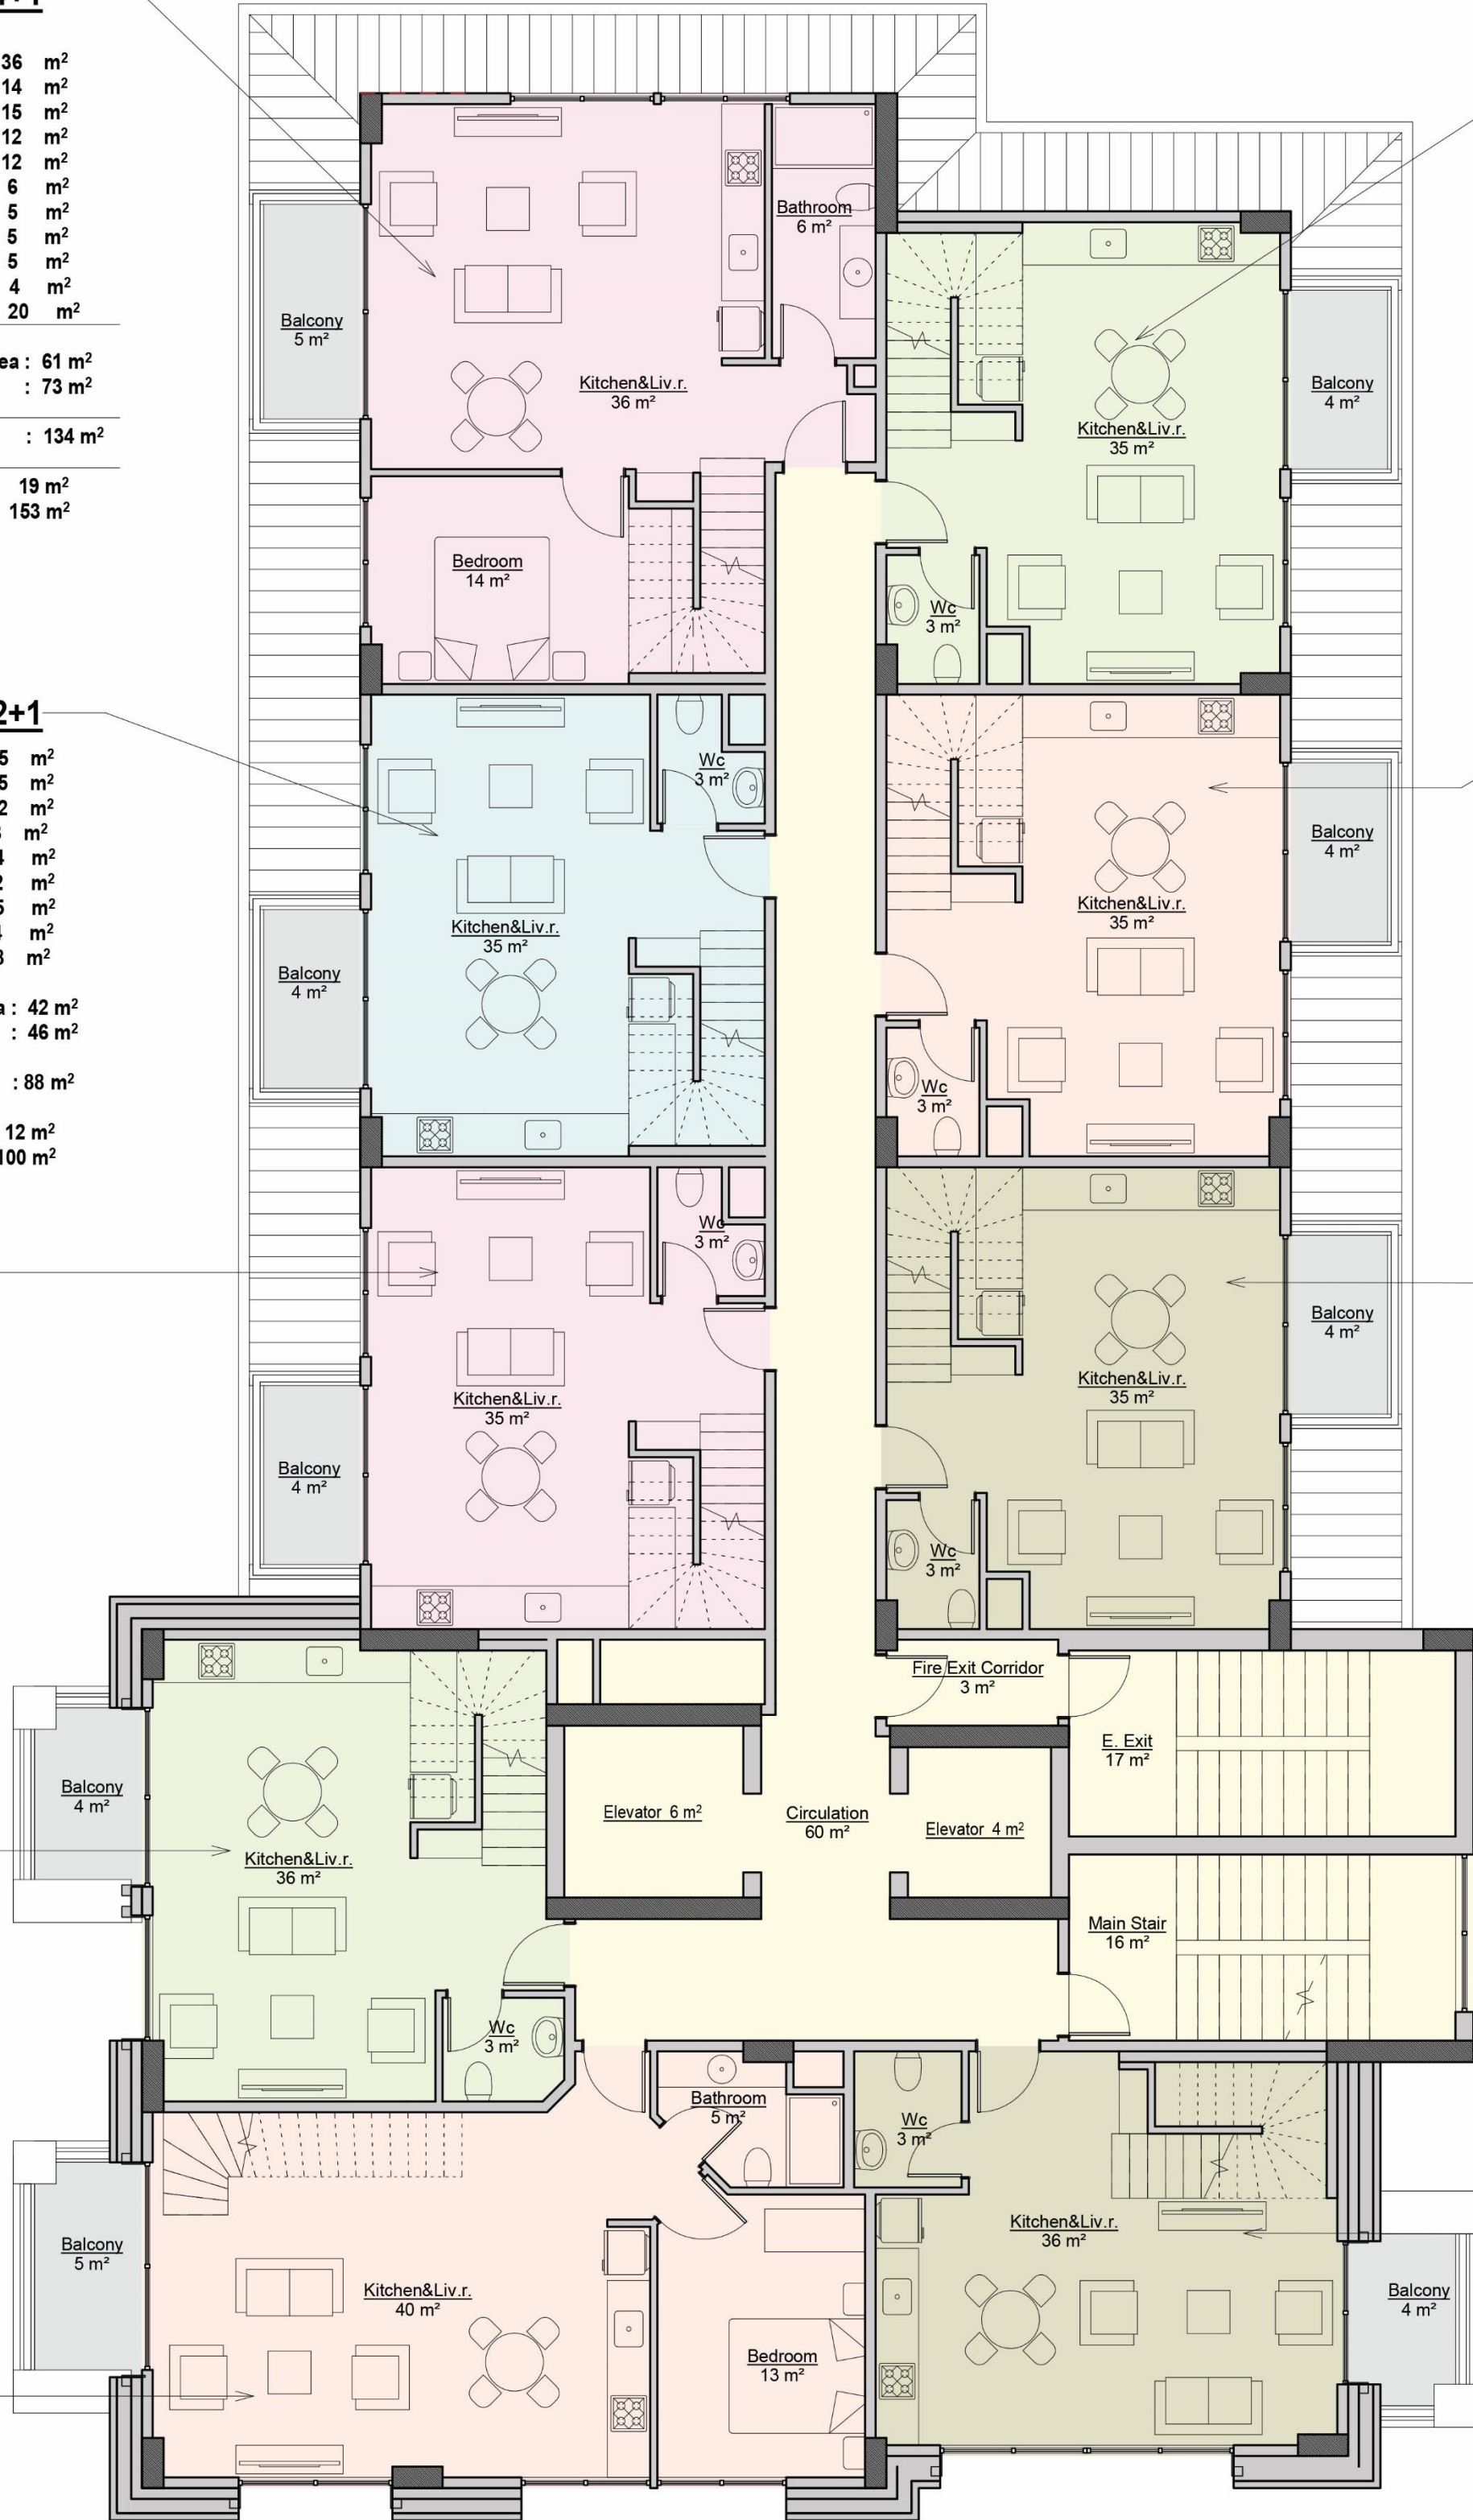 36 m²
14 m²
15 m²
12 m²
12 m²
6 m²
5 m²
5 m²
5 m²
4 m²
20 m²
ea : 61 m²
: 73 m²
: 134 m²
19 m²
153 m²
2+1
5 m²
5 m²
2 m²
m²
m²
2 m²
5 m²
m²
m²
a : 42 m²
: 46 m²
: 88 m²
12 m²
100 m²
Bathroom
6 m²
Balcony
5 m²
Kitchen&Liv.r.
36 m²
Bedroom
14 m²
Kitchen&Liv.r.
35 m²
Balcony
4 m²
Wc
3 m²
Wc
3 m²
Kitchen&Liv.r.
35 m²
Balcony
4 m²
Kitchen&Liv.r.
35 m²
Balcony
4 m²
Wc
3 m²
Wc
3 m²
Kitchen&Liv.r.
35 m²
Balcony
4 m²
Kitchen&Liv.r.
35 m²
Balcony
4 m²
Wc
3 m²
Fire Exit Corridor
3 m²
E. Exit
17 m²
Balcony
4 m²
Kitchen&Liv.r.
36 m²
Elevator 6 m²
Circulation
60 m²
Elevator 4 m²
Main Stair
16 m²
Wc
3 m²
Bathroom
5 m²
Wc
3 m²
Balcony
5 m²
Kitchen&Liv.r.
40 m²
Bedroom
13 m²
Kitchen&Liv.r.
36 m²
Balcony
4 m²